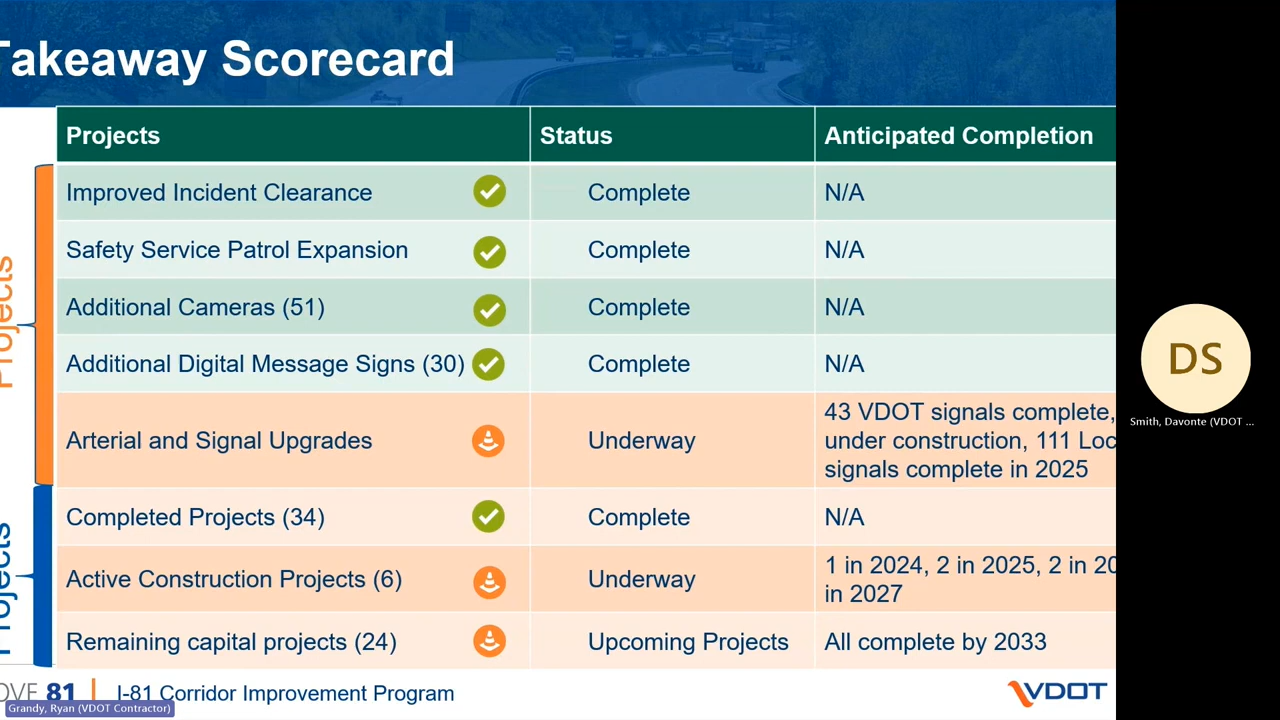 Takeaway Scorecard
Projects Status Anticipated Completion
Improved Incident Clearance Complete N/A
Safety Service Patrol Expansion Complete N/A
Additional Cameras (51) Complete N/A
Additional Digital Message Signs (30) Complete N/A
43 VDOT signals complete,
Arterial and Signal Upgrades Underway under construction, 111 Loc
signals complete in 2025
Completed Projects (34) Complete N/A
1 in 2024, 2 in 2025, 2 in 20
Active Construction Projects (6) Underway
in 2027
Remaining capital projects (24) Upcoming Projects All complete by 2033
Projects
Projects
OVE 81 I-81 Corridor Improvement Program
VDOT
Grandy, Ryan (VDOT Contractor)
DS
Smith, Davonte (VDOT ...